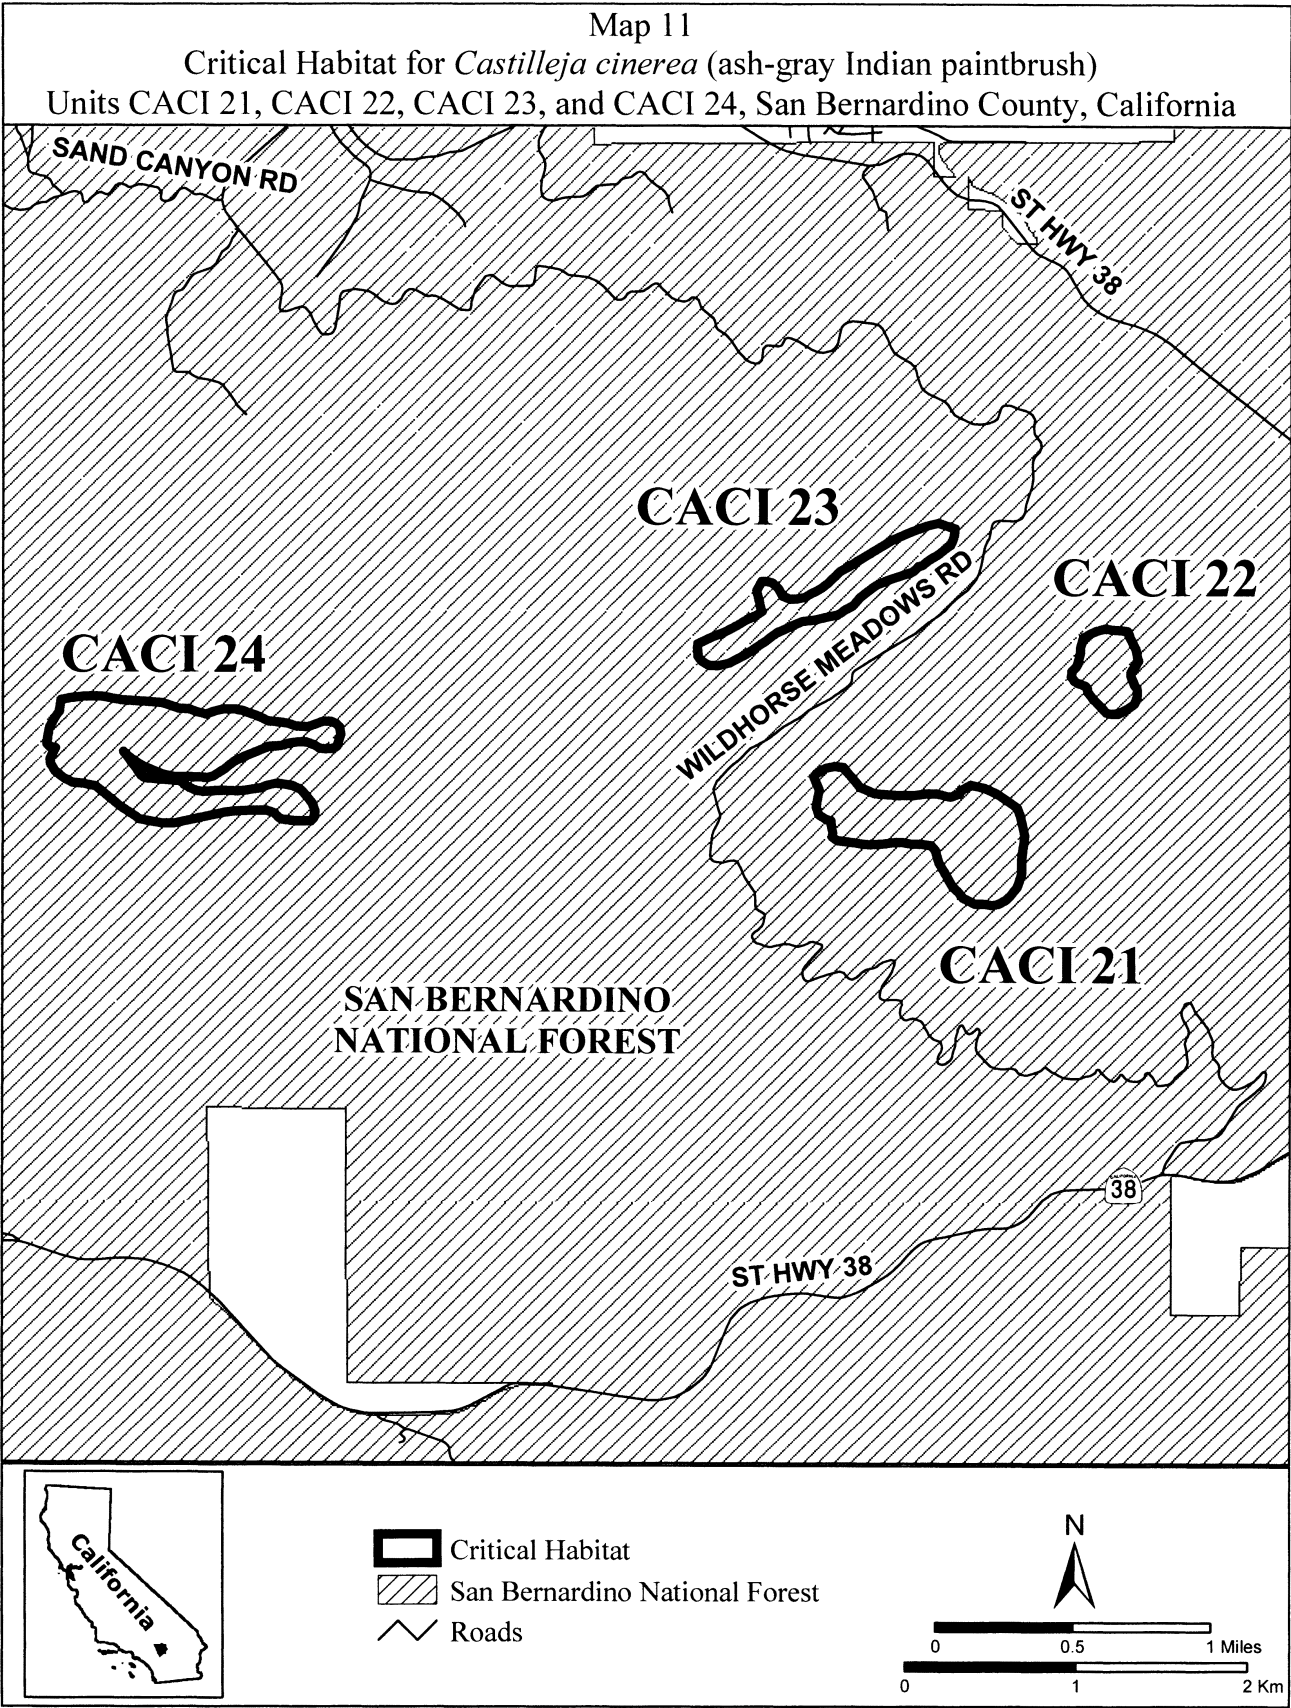 Map 11
Critical Habitat for Castilleja cinerea (ash-gray Indian paintbrush)
Units CACI 21, CACI 22, CACI 23, and CACI 24, San Bernardino County, California
SAND CANYON RD
ST HWY 38
CACI 23
CACI 22
WILDHORSE MEADOWS RD
CACI 24
CACI 21
SAN BERNARDINO
NATIONAL FOREST
38
ST HWY 38
California
Critical Habitat
San Bernardino National Forest
Roads
N
0 0.5 1 Miles
0 1 2 Km